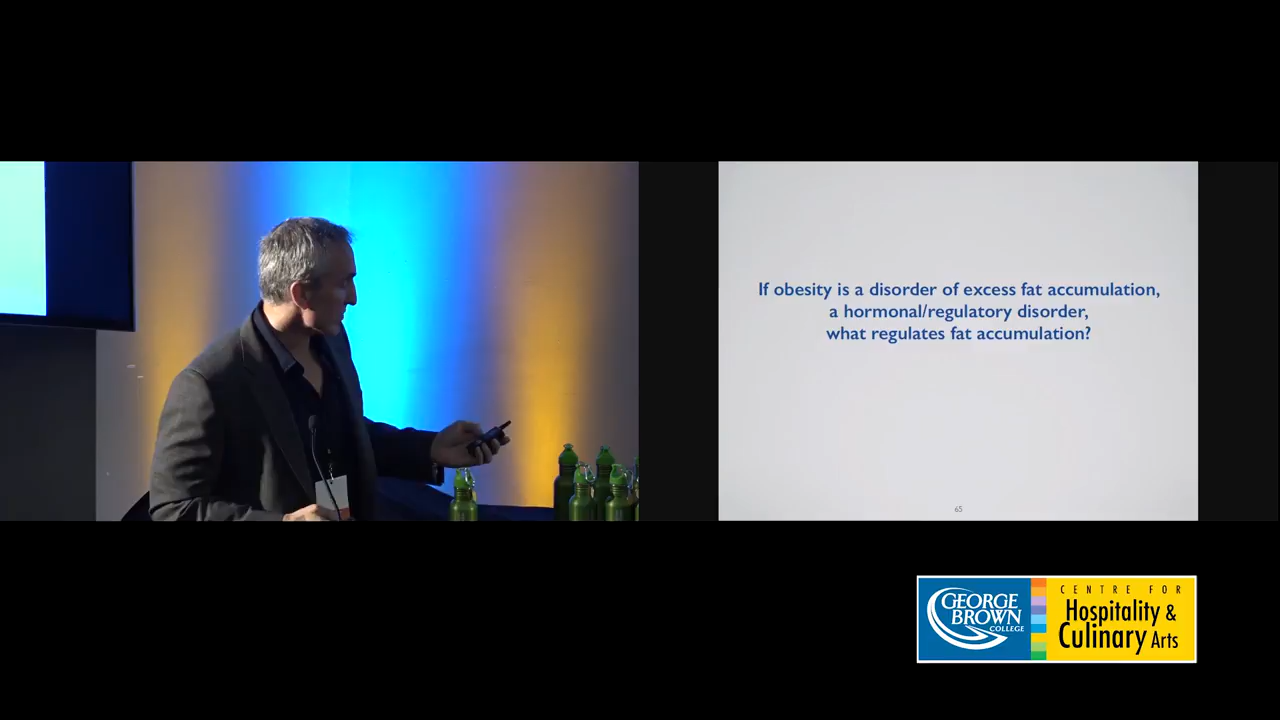 If obesity is a disorder of excess fat accumulation,
a hormonal/regulatory disorder,
what regulates fat accumulation?
65
GEORGE
BROWN
COLLEGE
CENTRE FOR
Hospitality &
Culinary Arts